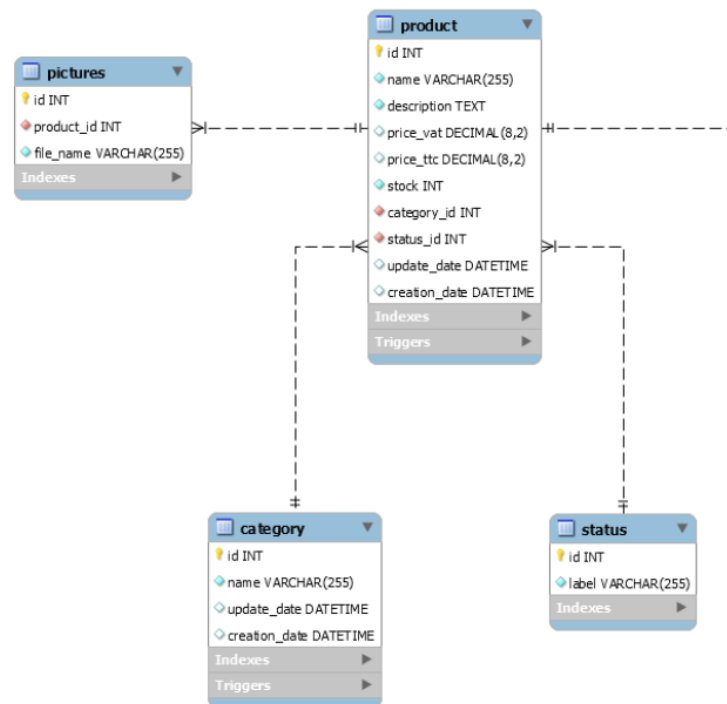 pictures
id INT
product_id INT
file_name VARCHAR(255)
Indexes
product
id INT
name VARCHAR(255)
description TEXT
price_vat DECIMAL(8,2)
price_ttc DECIMAL(8,2)
stock INT
category_id INT
status_id INT
update_date DATETIME
creation_date DATETIME
Indexes
Triggers
category
id INT
name VARCHAR(255)
update_date DATETIME
creation_date DATETIME
Indexes
Triggers
status
id INT
label VARCHAR(255)
Indexes